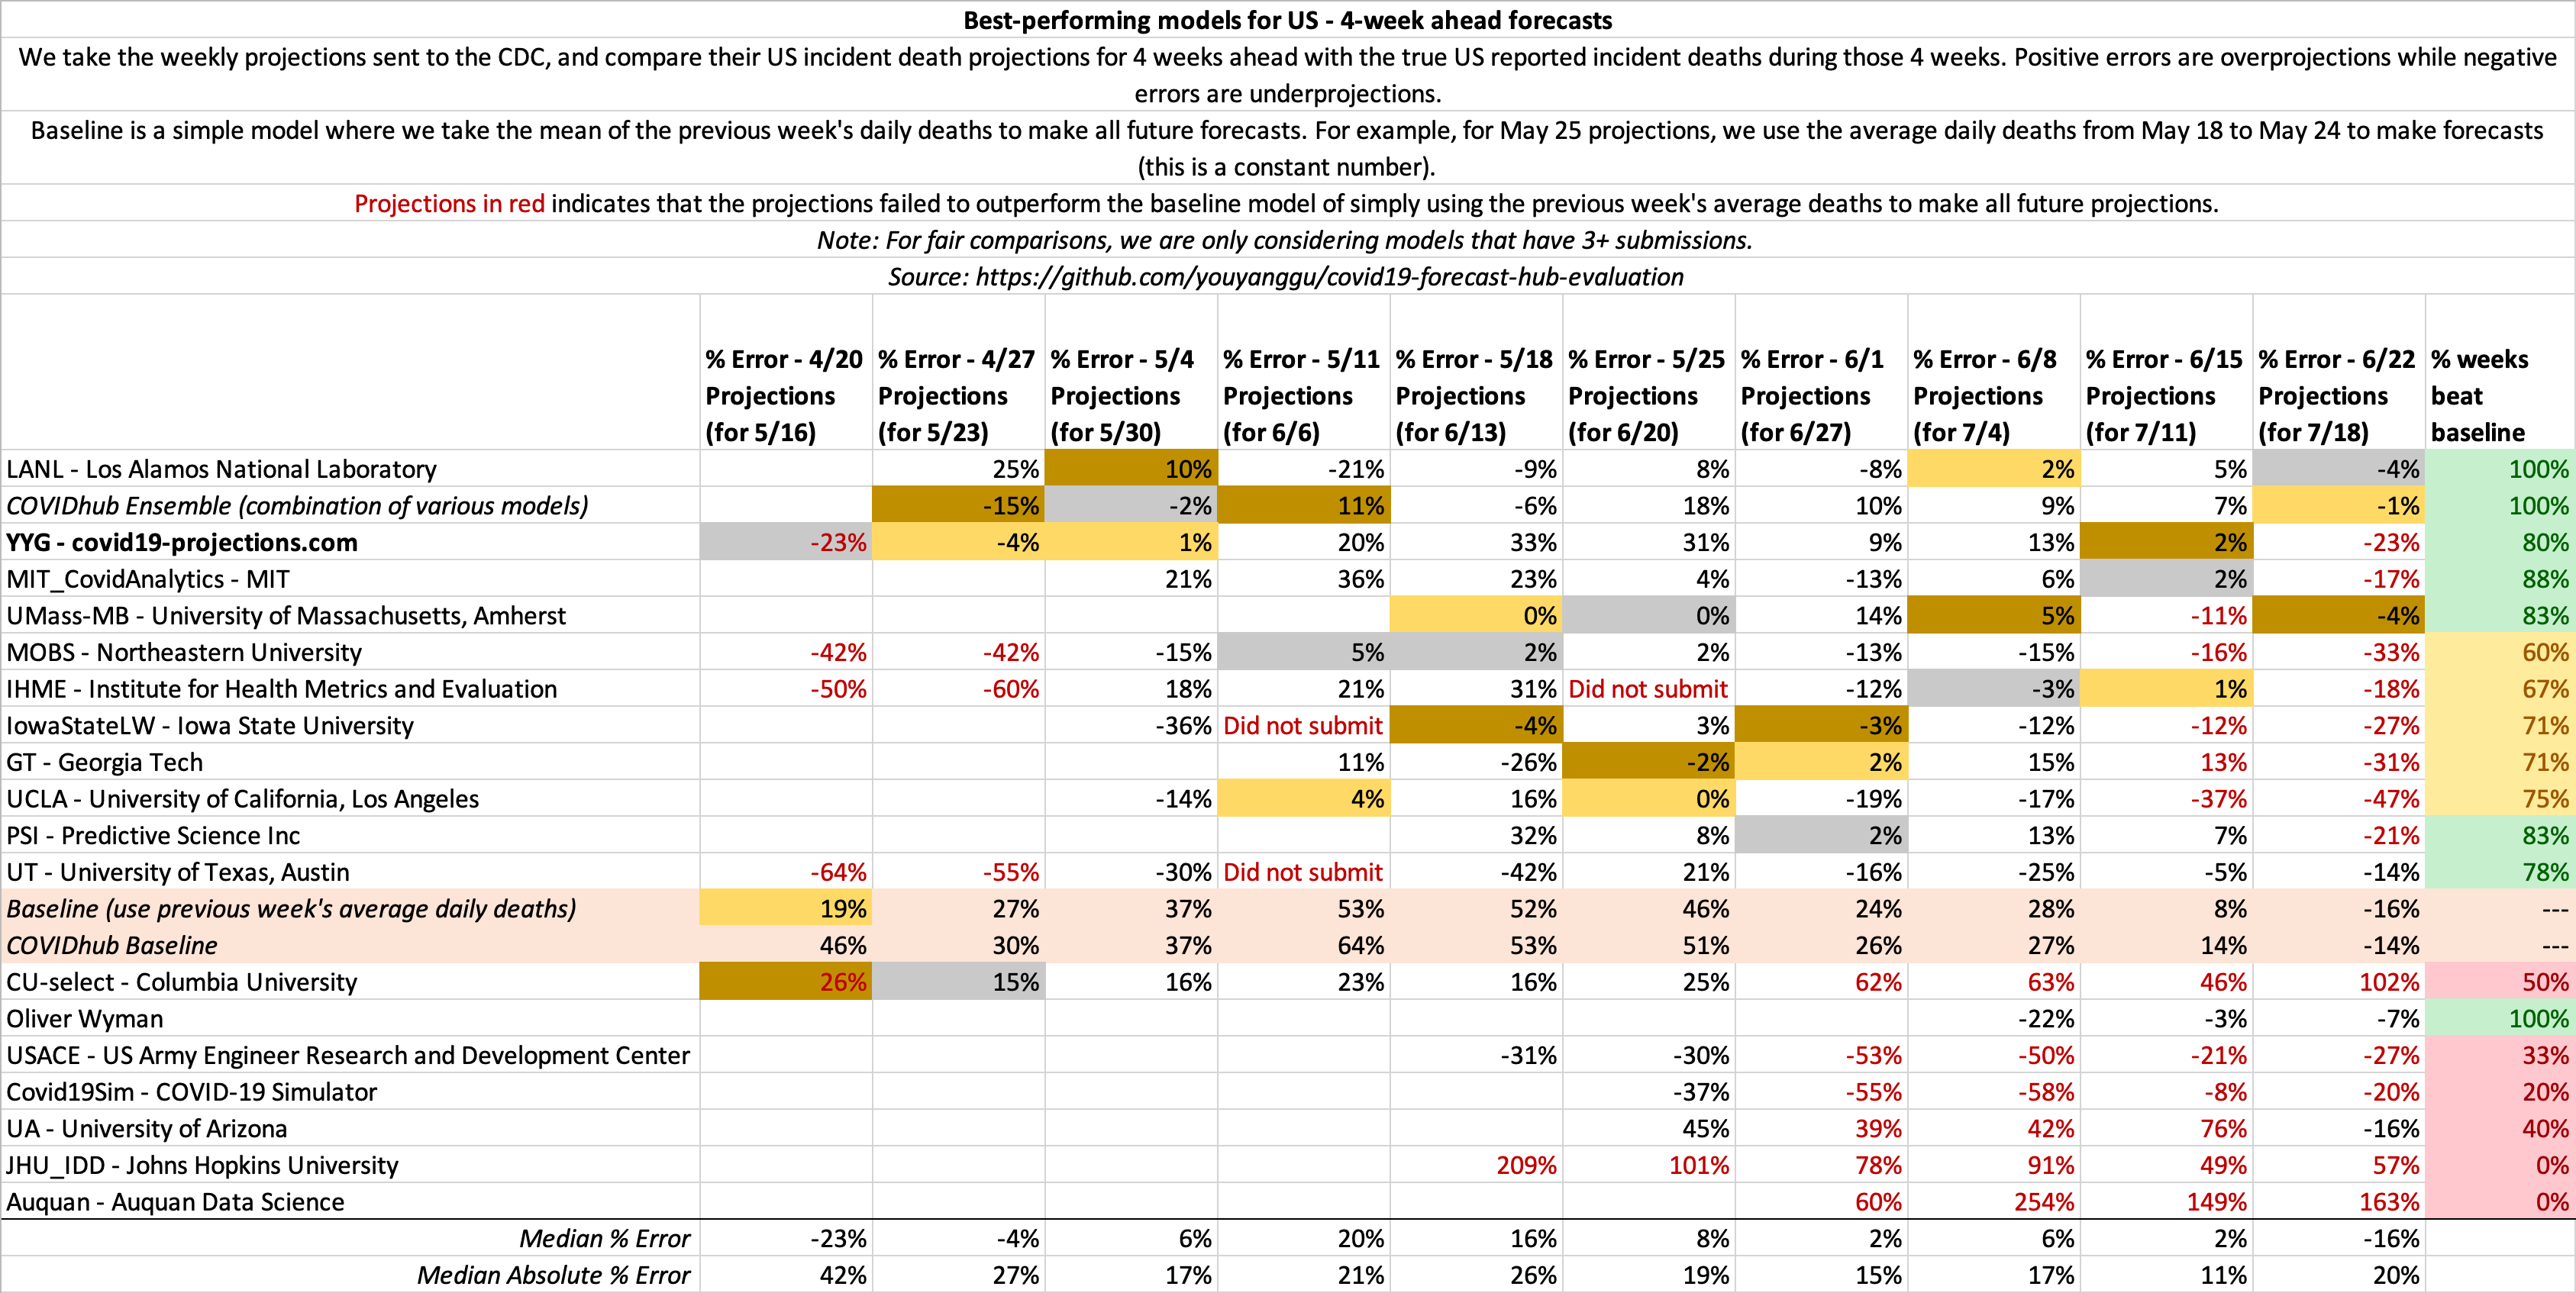 Best-performing models for US - 4-week ahead forecasts
We take the weekly projections sent to the CDC, and compare their US incident death projections for 4 weeks ahead with the true US reported incident deaths during those 4 weeks. Positive errors are overprojections while negative
errors are underprojections.
Baseline is a simple model where we take the mean of the previous week's daily deaths to make all future forecasts. For example, for May 25 projections, we use the average daily deaths from May 18 to May 24 to make forecasts
(this is a constant number).
Projections in red indicates that the projections failed to outperform the baseline model of simply using the previous week's average deaths to make all future projections.
Note: For fair comparisons, we are only considering models that have 3+ submissions.
Source: https://github.com/youyanggu/covid19-forecast-hub-evaluation
% Error - 4/20 % Error - 4/27 % Error - 5/4 % Error - 5/11 % Error - 5/18 % Error - 5/25 % Error - 6/1 % Error - 6/8 % Error - 6/15 % Error - 6/22 % weeks
Projections Projections Projections Projections Projections Projections Projections Projections Projections Projections beat
(for 5/16) (for 5/23) (for 5/30) (for 6/6) (for 6/13) (for 6/20) (for 6/27) (for 7/4) (for 7/11) (for 7/18) baseline
LANL - Los Alamos National Laboratory 25% 10% -21% -9% 8% -8% 2% 5% -4% 100%
COVIDhub Ensemble (combination of various models) -15% -2% 11% -6% 18% 10% 9% 7% -1% 100%
YYG - covid19-projections.com -23% -4% 1% 20% 33% 31% 9% 13% 2% -23% 80%
MIT_CovidAnalytics - MIT 21% 36% 23% 4% -13% 6% 2% -17% 88%
UMass-MB - University of Massachusetts, Amherst 0% 0% 14% 5% -11% -4% 83%
MOBS - Northeastern University -42% -42% -15% 5% 2% 2% -13% -15% -16% -33% 60%
IHME - Institute for Health Metrics and Evaluation -50% -60% 18% 21% 31% Did not submit -12% -3% 1% -18% 67%
IowaStateLW - Iowa State University -36% Did not submit -4% 3% -3% -12% -12% -27% 71%
GT - Georgia Tech 11% -26% -2% 2% 15% 13% -31% 71%
UCLA - University of California, Los Angeles -14% 4% 16% 0% -19% -17% -37% -47% 75%
PSI - Predictive Science Inc 32% 8% 2% 13% 7% -21% 83%
UT - University of Texas, Austin -64% -55% -30% Did not submit -42% 21% -16% -25% -5% -14% 78%
Baseline (use previous week's average daily deaths) 19% 27% 37% 53% 52% 46% 24% 28% 8% -16% ---
COVIDhub Baseline 46% 30% 37% 64% 53% 51% 26% 27% 14% -14% ---
CU-select - Columbia University 26% 15% 16% 23% 16% 25% 62% 63% 46% 102% 50%
Oliver Wyman -22% -3% -7% 100%
USACE - US Army Engineer Research and Development Center -31% -30% -53% -50% -21% -27% 33%
Covid19Sim - COVID-19 Simulator -37% -55% -58% -8% -20% 20%
UA - University of Arizona 45% 39% 42% 76% -16% 40%
JHU_IDD - Johns Hopkins University 209% 101% 78% 91% 49% 57% 0%
Auquan - Auquan Data Science 60% 254% 149% 163% 0%
Median % Error -23% -4% 6% 20% 16% 8% 2% 6% 2% -16%
Median Absolute % Error 42% 27% 17% 21% 26% 19% 15% 17% 11% 20%